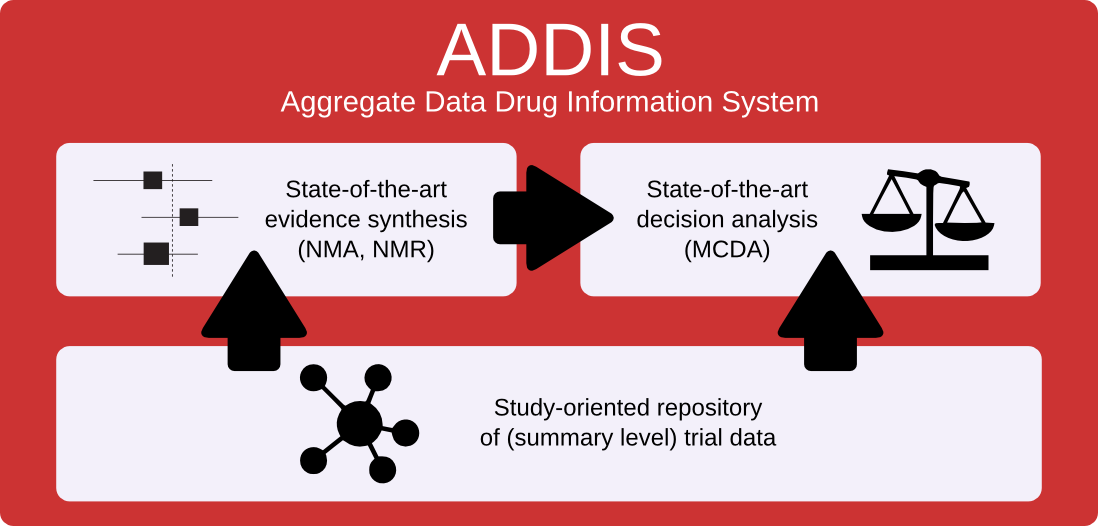 ADDIS
Aggregate Data Drug Information System
State-of-the-art
evidence synthesis
(NMA, NMR)
State-of-the-art
decision analysis
(MCDA)
Study-oriented repository
of (summary level) trial data